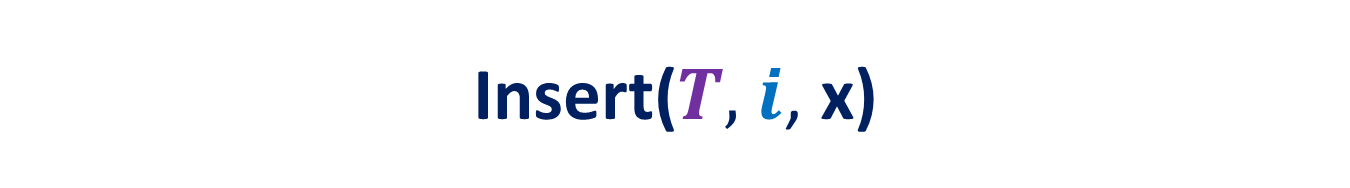 Insert(T, i, x)